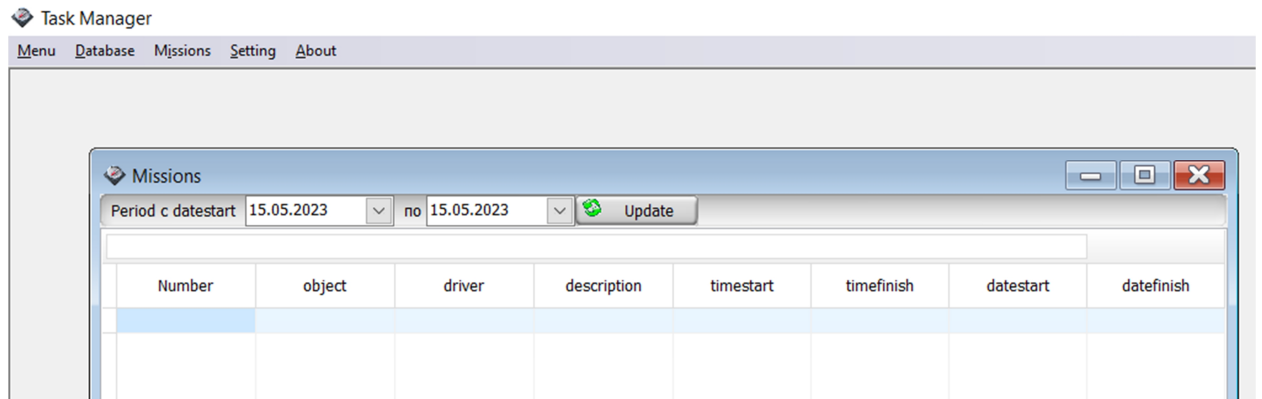 Task Manager
Menu Database Missions Setting About
Missions
Period с datestart 15.05.2023 по 15.05.2023 Update
Number object driver description timestart timefinish datestart datefinish